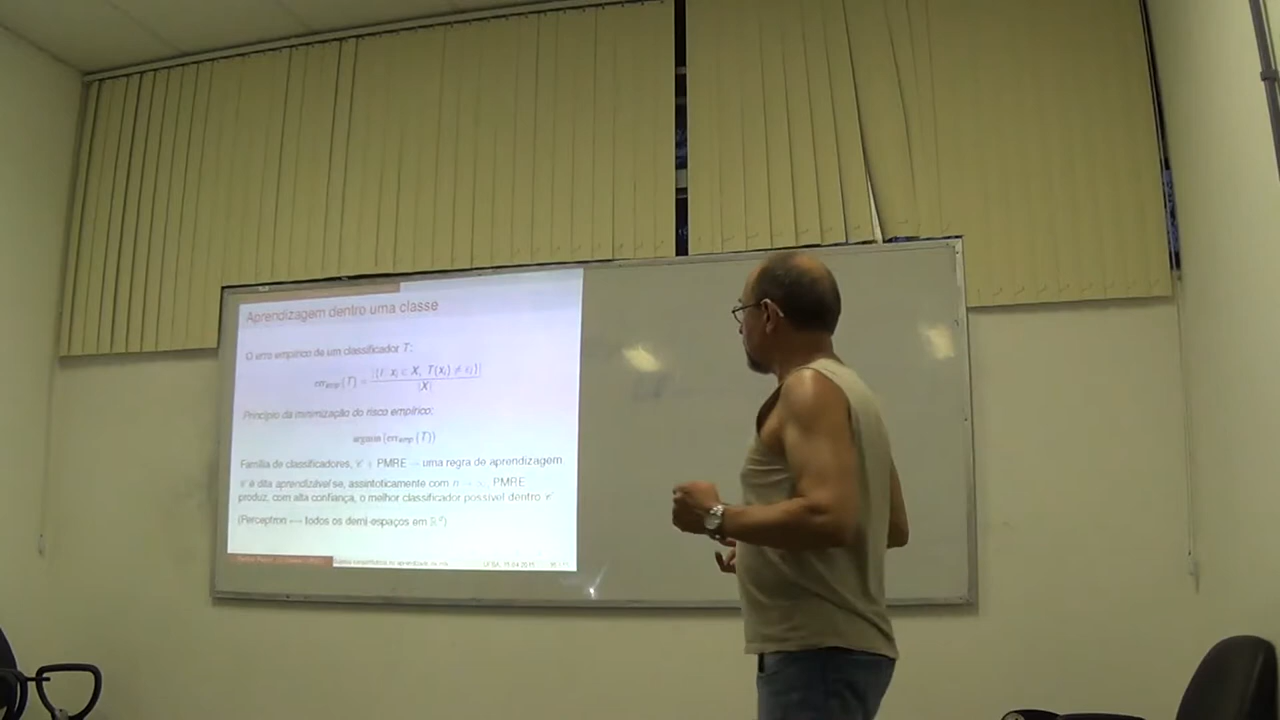 Aprendizagem dentro uma classe
O erro empírico de um classificador T:
err_emp(T) = |{i: x_i ∈ X, T(x_i) ≠ ε_i}| / |X|
Princípio da minimização do risco empírico:
argmin (err_emp(T))
Família de classificadores, 𝒞 + PMRE → uma regra de aprendizagem
𝒞 é dita aprendizável se, assintoticamente com n → ∞, PMRE
produz, com alta confiança, o melhor classificador possível dentro 𝒞
(Perceptron ⟷ todos os demi-espaços em ℝ^d)